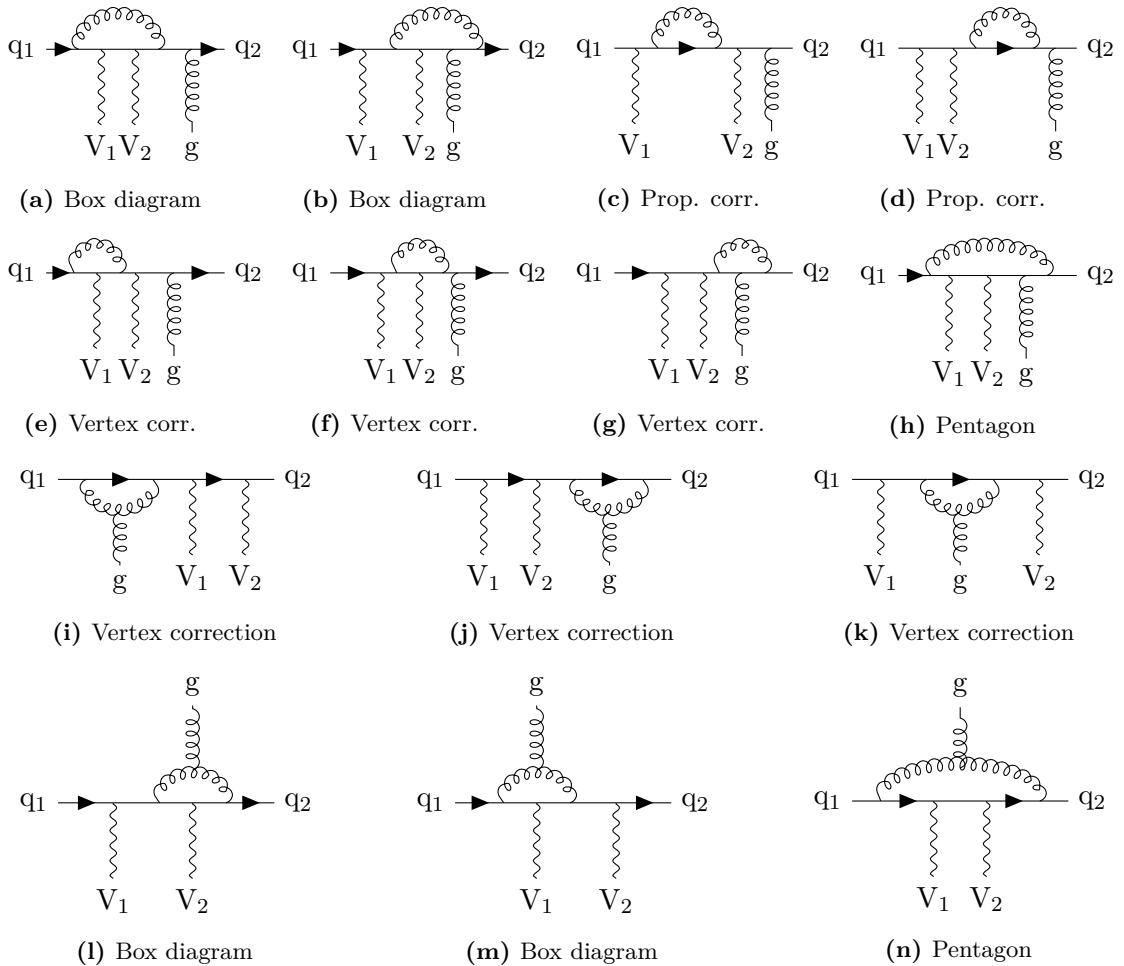 q₁ q₂ q₁ q₂ q₁ q₂ q₁ q₂
V₁ V₂ g V₁ V₂ g V₁ V₂ g V₁ V₂ g
(a) Box diagram (b) Box diagram (c) Prop. corr. (d) Prop. corr.
q₁ q₂ q₁ q₂ q₁ q₂ q₁ q₂
V₁ V₂ g V₁ V₂ g V₁ V₂ g V₁ V₂ g
(e) Vertex corr. (f) Vertex corr. (g) Vertex corr. (h) Pentagon
q₁ q₂ q₁ q₂ q₁ q₂
g V₁ V₂ V₁ V₂ g V₁ g V₂
(i) Vertex correction (j) Vertex correction (k) Vertex correction
g g g
q₁ q₂ q₁ q₂ q₁ q₂
V₁ V₂ V₁ V₂ V₁ V₂
(l) Box diagram (m) Box diagram (n) Pentagon